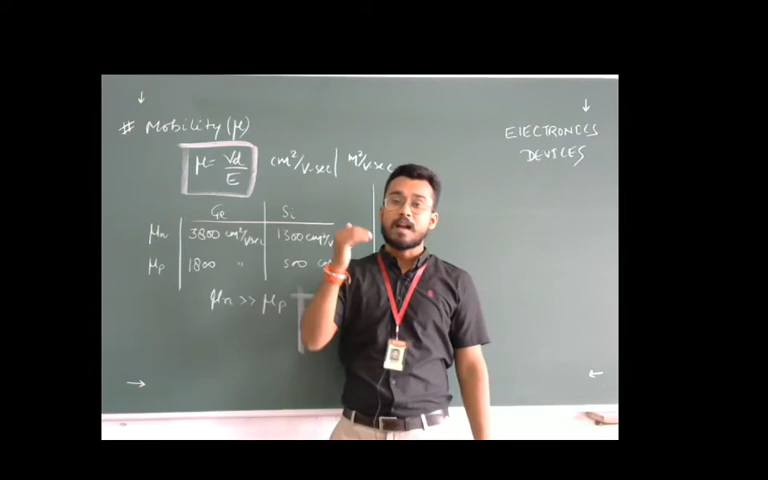 # Mobility (μ)
μ = Vd/E cm²/V-sec | m²/V-sec
Ge Si
μn 3800 cm²/Vsec 1300 cm²/V
μp 1800 " 500
μn >> μp
ELECTRONICS
DEVICES